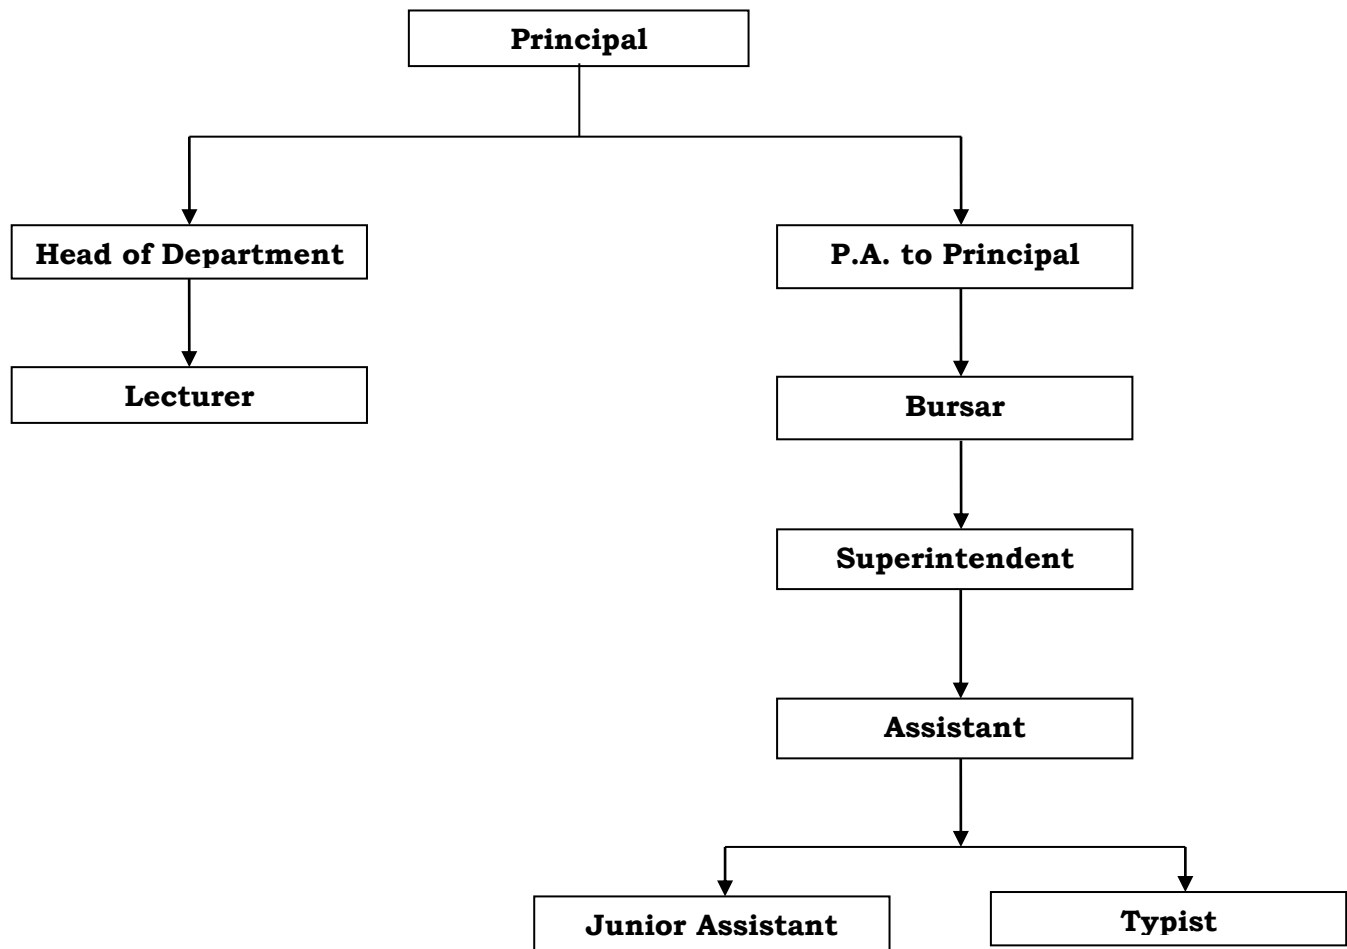 Principal
Head of Department
P.A. to Principal
Lecturer
Bursar
Superintendent
Assistant
Junior Assistant
Typist